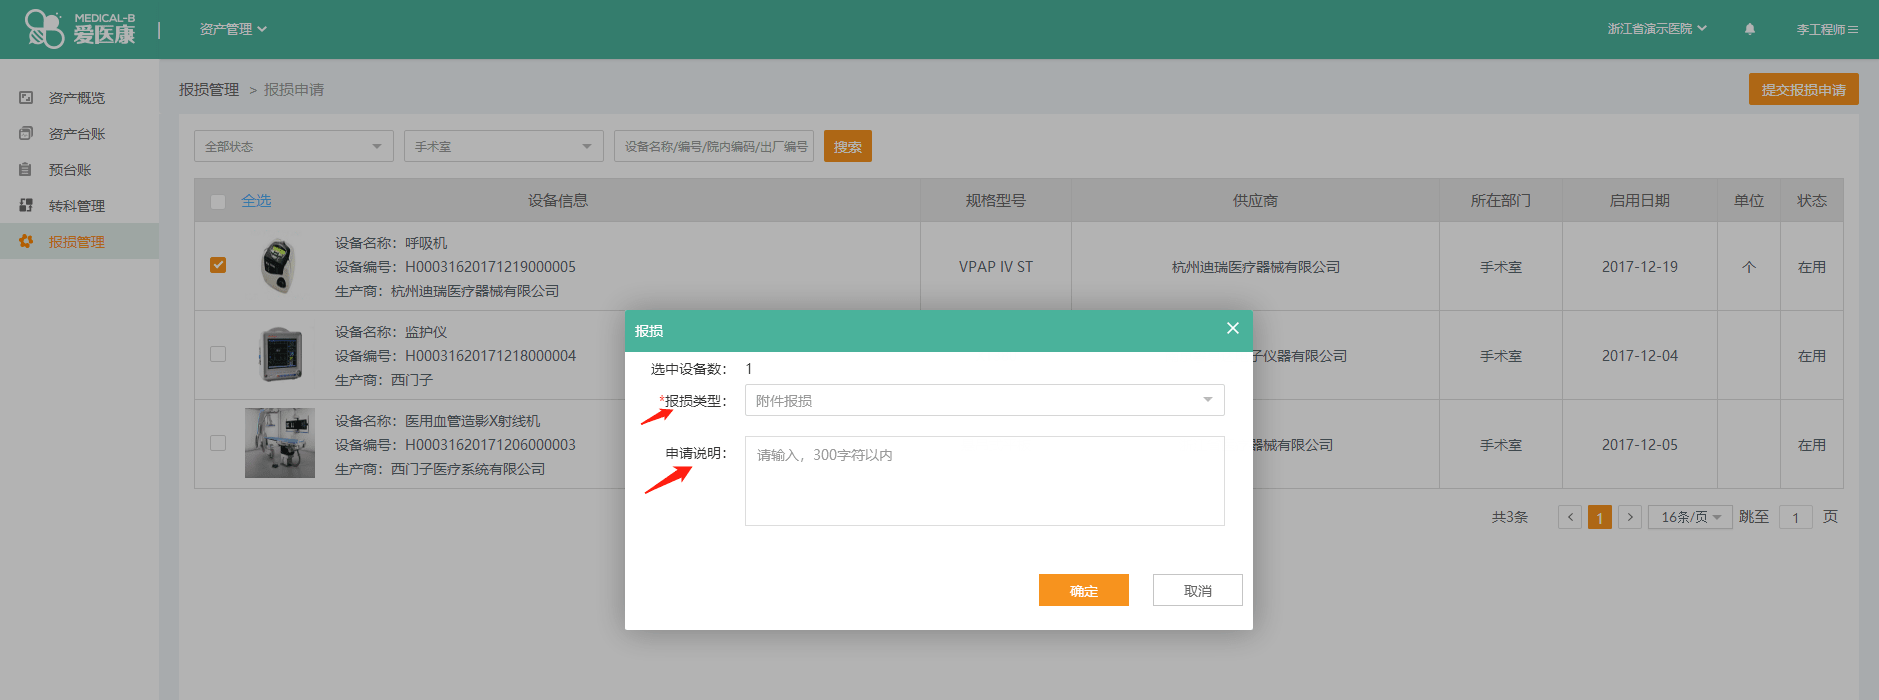 MEDICAL-B
爱医康
资产管理
浙江省演示医院
李工程师
资产概览
资产台账
预台账
转科管理
报损管理
报损管理 > 报损申请
提交报损申请
全部状态
手术室
设备名称/编号/院内编码/出厂编号
搜索
全选 设备信息 规格型号 供应商 所在部门 启用日期 单位 状态
设备名称：呼吸机
设备编号：H00031620171219000005
生产商：杭州迪瑞医疗器械有限公司
VPAP IV ST 杭州迪瑞医疗器械有限公司 手术室 2017-12-19 个 在用
设备名称：监护仪
设备编号：H00031620171218000004
生产商：西门子
子仪器有限公司 手术室 2017-12-04 在用
设备名称：医用血管造影X射线机
设备编号：H00031620171206000003
生产商：西门子医疗系统有限公司
器械有限公司 手术室 2017-12-05 在用
共3条 < 1 > 16条/页 跳至 1 页
报损
选中设备数： 1
*报损类型： 附件报损
申请说明： 请输入，300字符以内
确定 取消